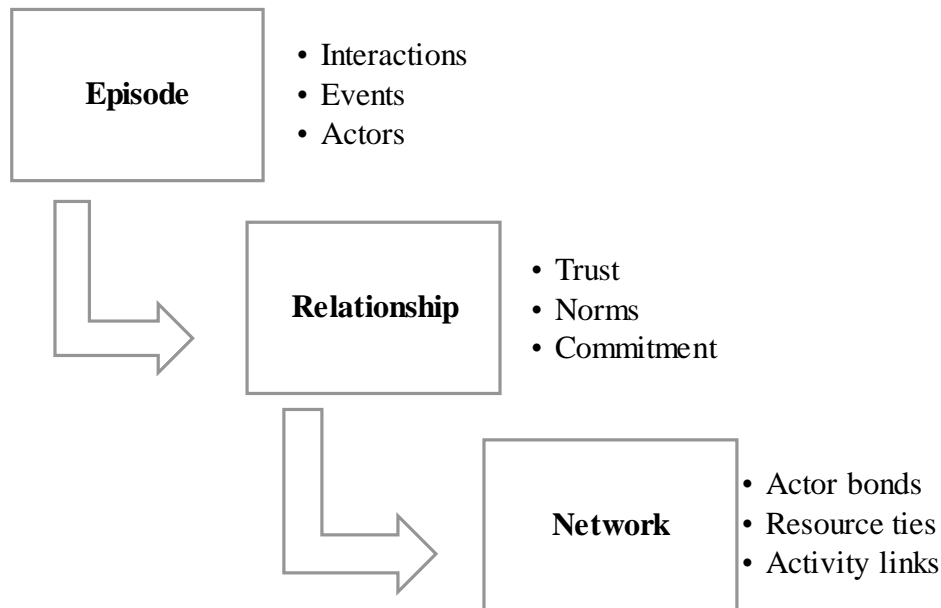 Episode
• Interactions
• Events
• Actors
Relationship
• Trust
• Norms
• Commitment
Network
• Actor bonds
• Resource ties
• Activity links